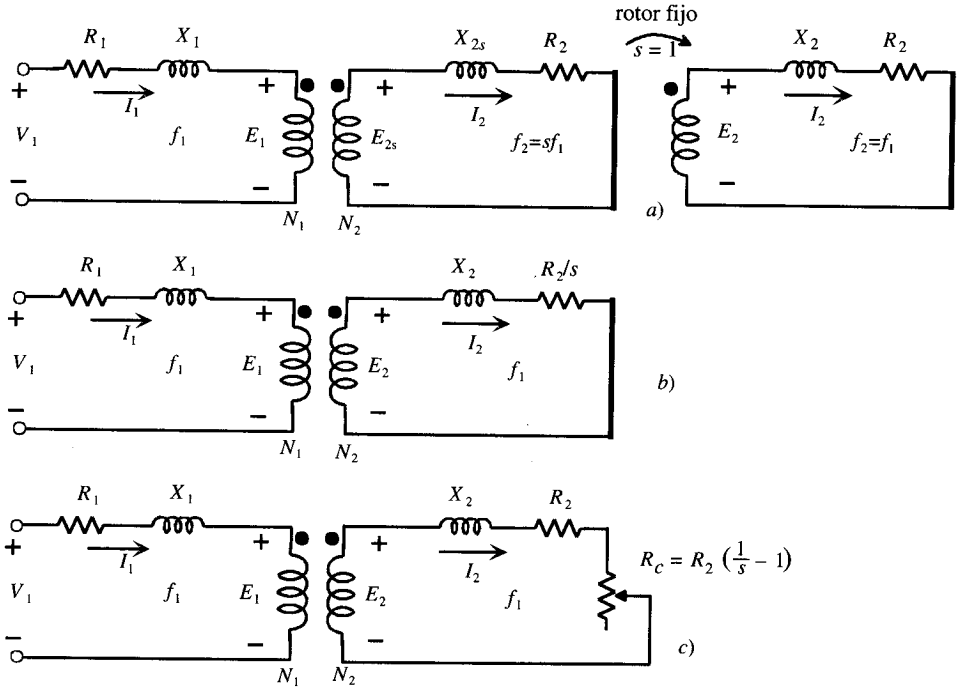 rotor fijo
R₁ X₁ X₂ₛ R₂ s = 1 X₂ R₂
+ I₁ + + I₂ + I₂
V₁ f₁ E₁ E₂ₛ f₂=sf₁ E₂ f₂=f₁
− − − −
N₁ N₂ a)
R₁ X₁ X₂ R₂/s
+ I₁ + + I₂
V₁ f₁ E₁ E₂ f₁ b)
− − −
N₁ N₂
R₁ X₁ X₂ R₂
+ I₁ + + I₂ R_C = R₂ (1/s − 1)
V₁ f₁ E₁ E₂ f₁
− − − c)
N₁ N₂